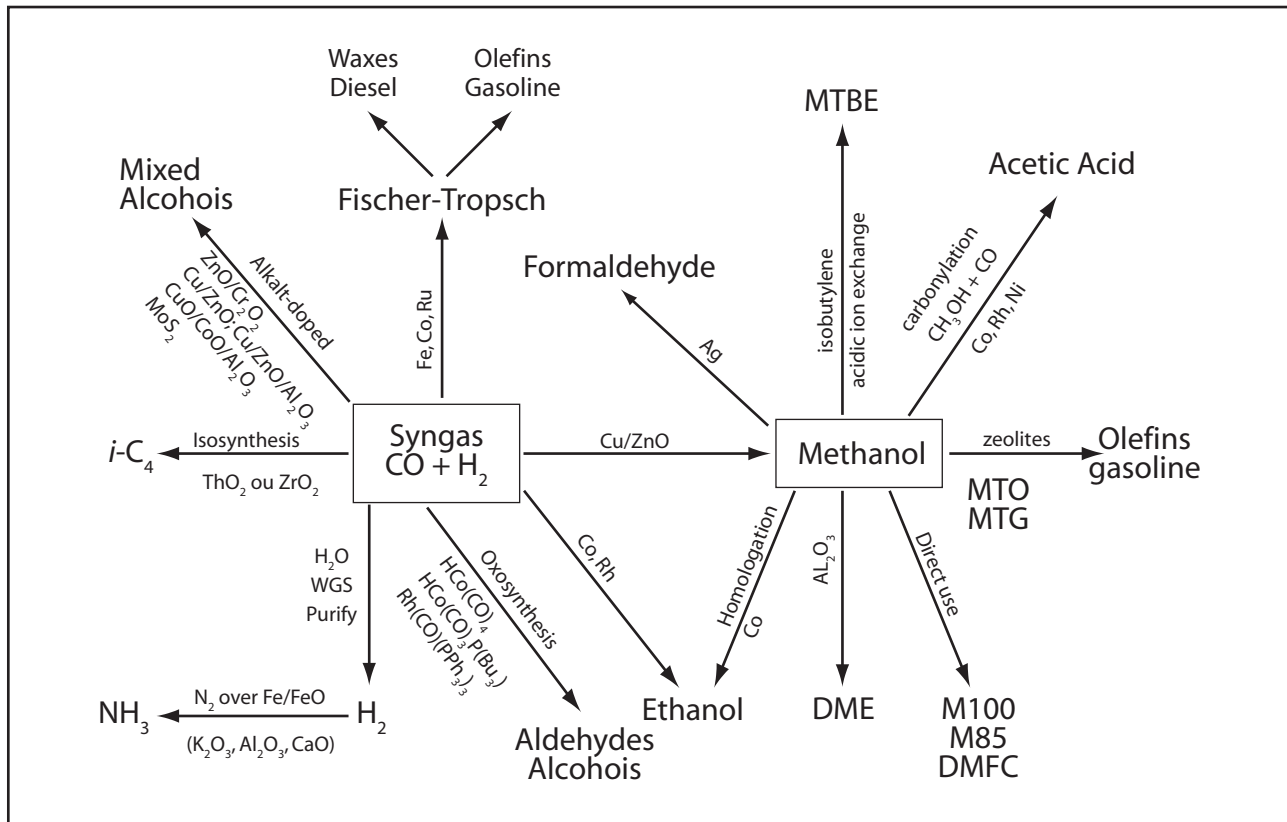 Waxes
Diesel
Olefins
Gasoline
MTBE
Mixed
Alcohois
Fischer-Tropsch
Acetic Acid
Formaldehyde
Alkalt-doped
ZnO/Cr₂O₂
Cu/ZnO; Cu/ZnO/Al₂O₃
CuO/CoO/Al₂O₃
MoS₂
Fe, Co, Ru
Ag
isobutylene
acidic ion exchange
carbonylation
CH₃OH + CO
Co, Rh, Ni
i-C₄
Isosynthesis
ThO₂ ou ZrO₂
Syngas
CO + H₂
Cu/ZnO
Methanol
zeolites
MTO
MTG
Olefins
gasoline
H₂O
WGS
Purify
Oxosynthesis
HCo(CO)₄
HCo(CO)₃P(Bu₃)
Rh(CO)(PPh₃)₃
Co, Rh
Homologation
Co
AL₂O₃
Direct use
NH₃
N₂ over Fe/FeO
(K₂O₃, Al₂O₃, CaO)
H₂
Aldehydes
Alcohois
Ethanol
DME
M100
M85
DMFC